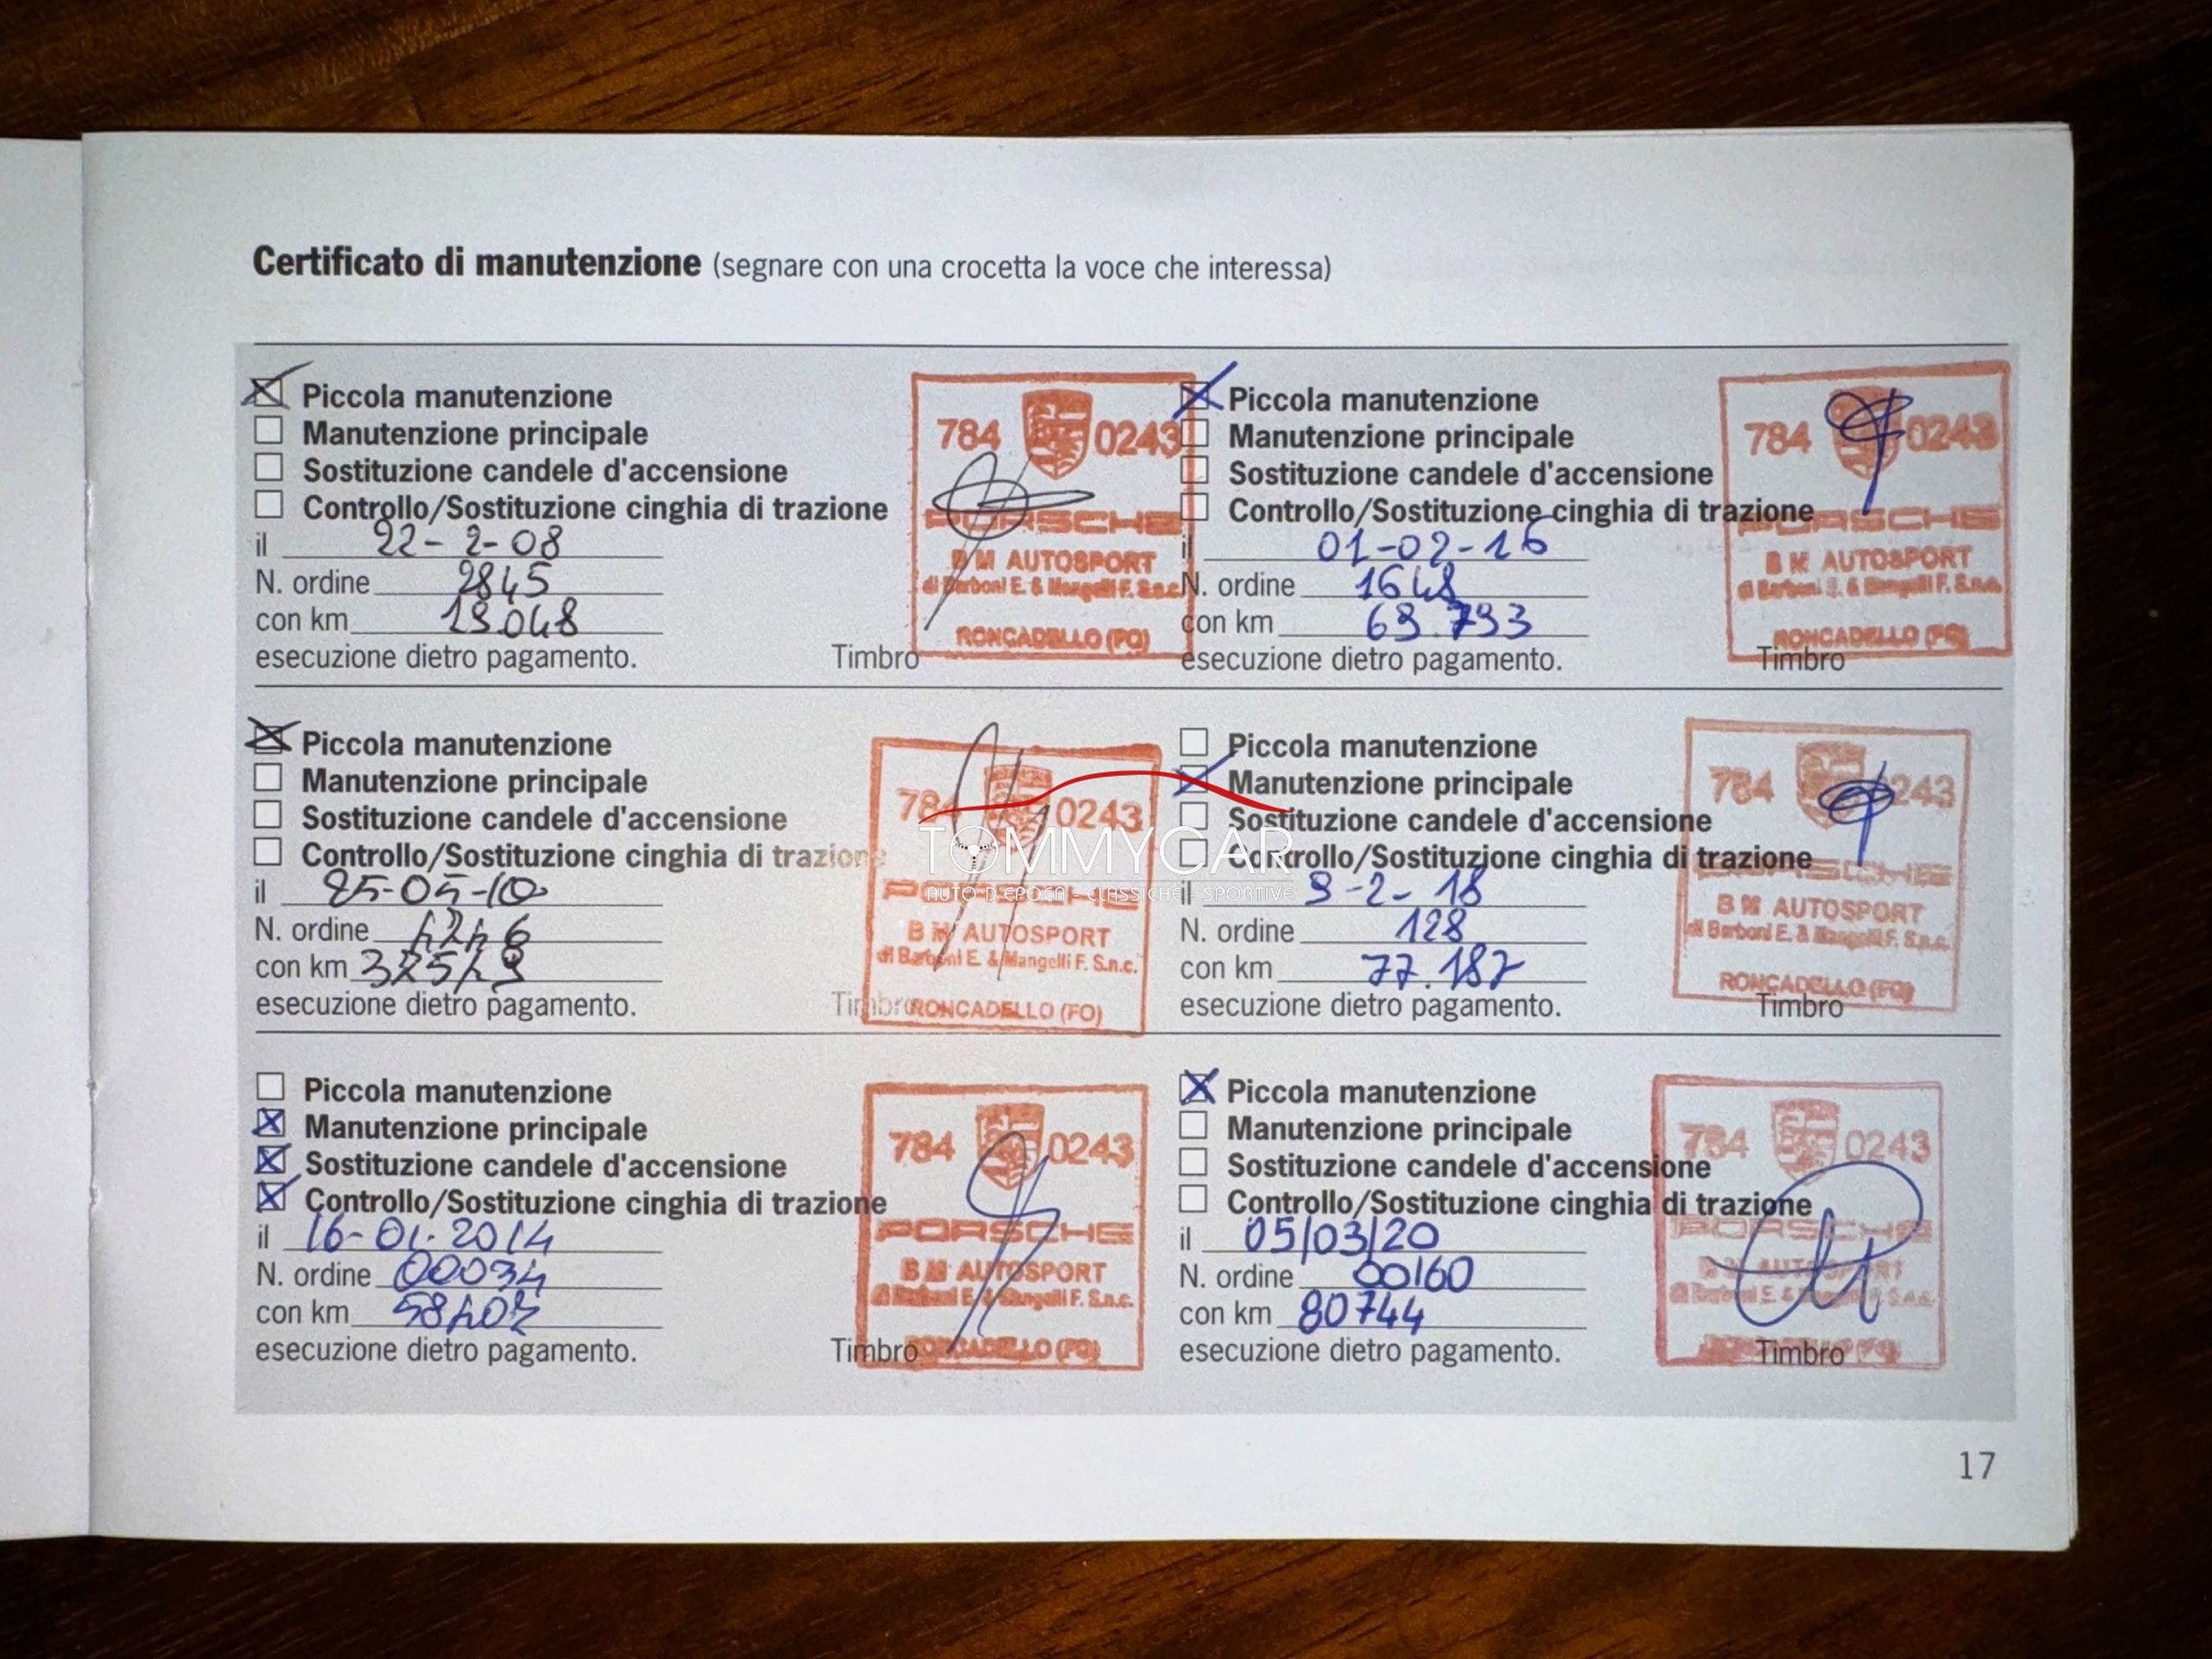 Certificato di manutenzione (segnare con una crocetta la voce che interessa)
Piccola manutenzione
Manutenzione principale
Sostituzione candele d'accensione
Controllo/Sostituzione cinghia di trazione
il 22-2-08
N. ordine 2845
con km 19.048
esecuzione dietro pagamento.
Timbro
784 0243
PORSCHE
B M AUTOSPORT
di Barboni E. & Mangelli F. S.n.c.
RONCADELLO (FO)
Piccola manutenzione
Manutenzione principale
Sostituzione candele d'accensione
Controllo/Sostituzione cinghia di trazione
il 01-02-16
N. ordine 1648
con km 69.793
esecuzione dietro pagamento.
Timbro
784 0243
PORSCHE
B M AUTOSPORT
di Barboni E. & Mangelli F. S.n.c.
RONCADELLO (FO)
Piccola manutenzione
Manutenzione principale
Sostituzione candele d'accensione
Controllo/Sostituzione cinghia di trazione
il 25-05-10
N. ordine
con km
esecuzione dietro pagamento.
Timbro
784 0243
PORSCHE
B M AUTOSPORT
di Barboni E. & Mangelli F. S.n.c.
RONCADELLO (FO)
TOMMYCAR
AUTO D'EPOCA - CLASSICHE - SPORTIVE
Piccola manutenzione
Manutenzione principale
Sostituzione candele d'accensione
Controllo/Sostituzione cinghia di trazione
il 9-2-18
N. ordine 128
con km 77.187
esecuzione dietro pagamento.
Timbro
784 0243
PORSCHE
B M AUTOSPORT
di Barboni E. & Mangelli F. S.n.c.
RONCADELLO (FO)
Piccola manutenzione
Manutenzione principale
Sostituzione candele d'accensione
Controllo/Sostituzione cinghia di trazione
il 16-01-2014
N. ordine 00034
con km
esecuzione dietro pagamento.
Timbro
784 0243
PORSCHE
B M AUTOSPORT
di Barboni E. & Mangelli F. S.n.c.
RONCADELLO (FO)
Piccola manutenzione
Manutenzione principale
Sostituzione candele d'accensione
Controllo/Sostituzione cinghia di trazione
il 05/03/20
N. ordine 00160
con km 80744
esecuzione dietro pagamento.
Timbro
784 0243
PORSCHE
B M AUTOSPORT
17